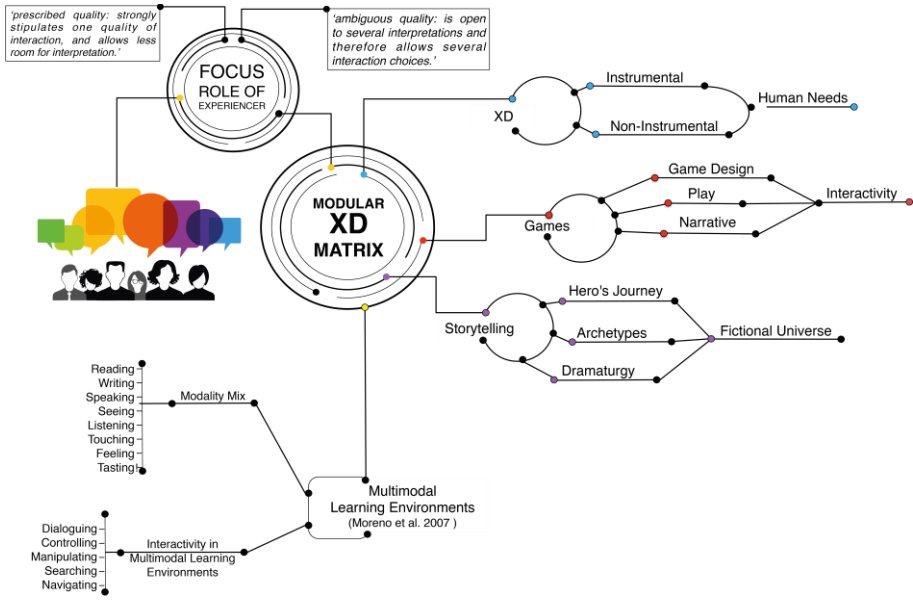 'prescribed quality: strongly
stipulates one quality of
interaction, and allows less
room for interpretation.'
'ambiguous quality: is open
to several interpretations and
therefore allows several
interaction choices.'
FOCUS
ROLE OF
EXPERIENCER
MODULAR
XD
MATRIX
XD
Instrumental
Non-Instrumental
Human Needs
Games
Game Design
Play
Narrative
Interactivity
Storytelling
Hero's Journey
Archetypes
Dramaturgy
Fictional Universe
Reading
Writing
Speaking
Seeing
Listening
Touching
Feeling
Tasting
Modality Mix
Multimodal
Learning Environments
(Moreno et al. 2007 )
Dialoguing
Controlling
Manipulating
Searching
Navigating
Interactivity in
Multimodal Learning
Environments